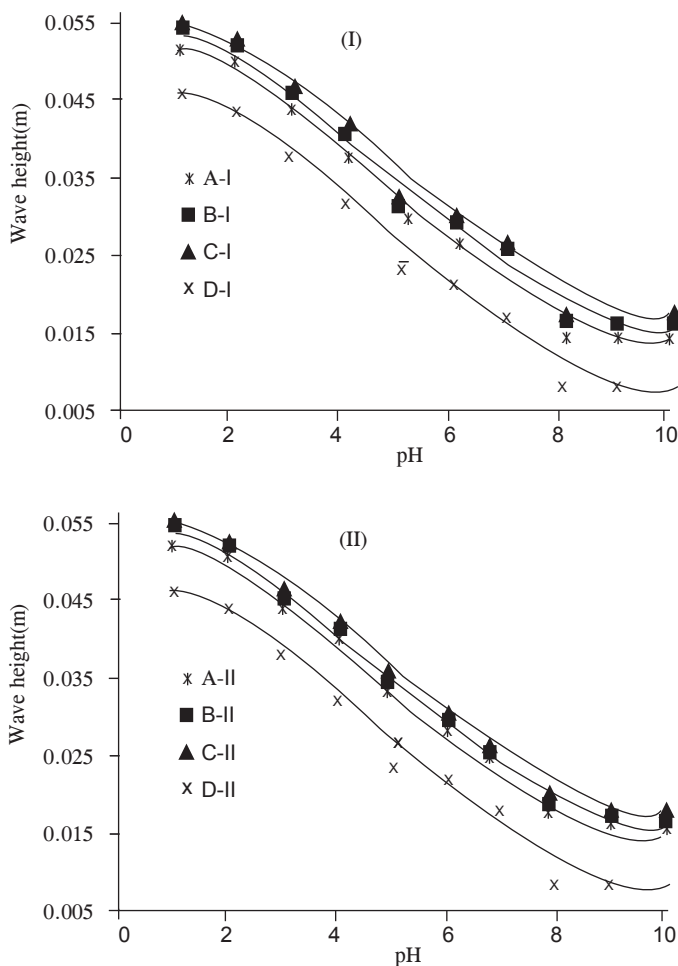 (I)
Wave height(m)
0.055
0.045
0.035
0.025
0.015
0.005
A-I
B-I
C-I
D-I
0 2 4 6 8 10
pH
(II)
Wave height(m)
0.055
0.045
0.035
0.025
0.015
0.005
A-II
B-II
C-II
D-II
0 2 4 6 8 10
pH